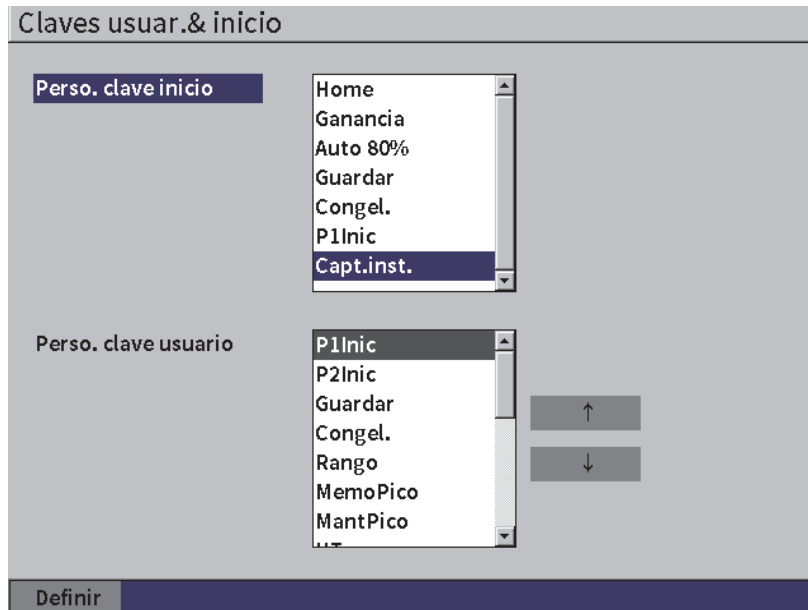 Claves usuar.& inicio
Perso. clave inicio
Home
Ganancia
Auto 80%
Guardar
Congel.
P1Inic
Capt.inst.
Perso. clave usuario
P1Inic
P2Inic
Guardar
Congel.
Rango
MemoPico
MantPico
↑
↓
Definir